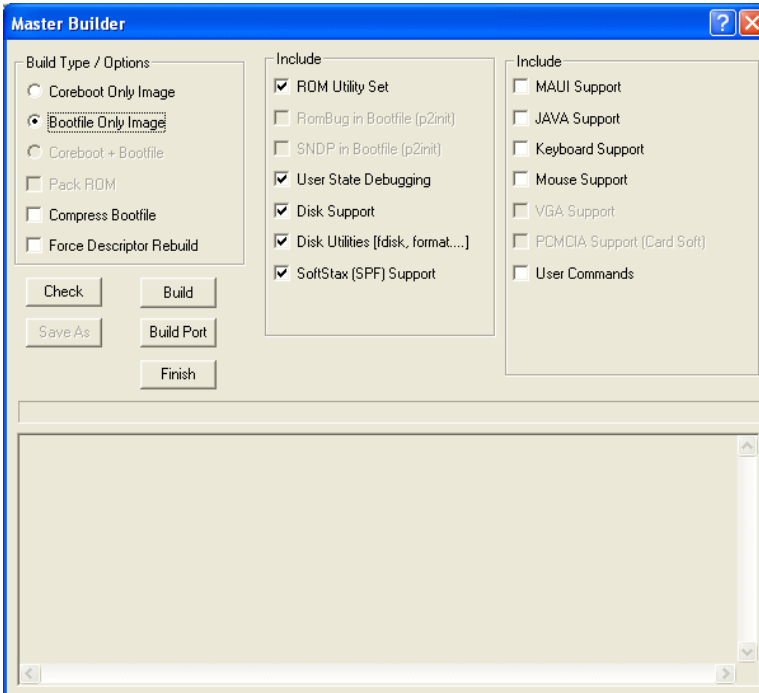 Master Builder
Build Type / Options
Coreboot Only Image
Bootfile Only Image
Coreboot + Bootfile
Pack ROM
Compress Bootfile
Force Descriptor Rebuild
Check
Build
Save As
Build Port
Finish
Include
ROM Utility Set
RomBug in Bootfile (p2init)
SNDP in Bootfile (p2init)
User State Debugging
Disk Support
Disk Utilities [fdisk, format....]
SoftStax (SPF) Support
Include
MAUI Support
JAVA Support
Keyboard Support
Mouse Support
VGA Support
PCMCIA Support (Card Soft)
User Commands